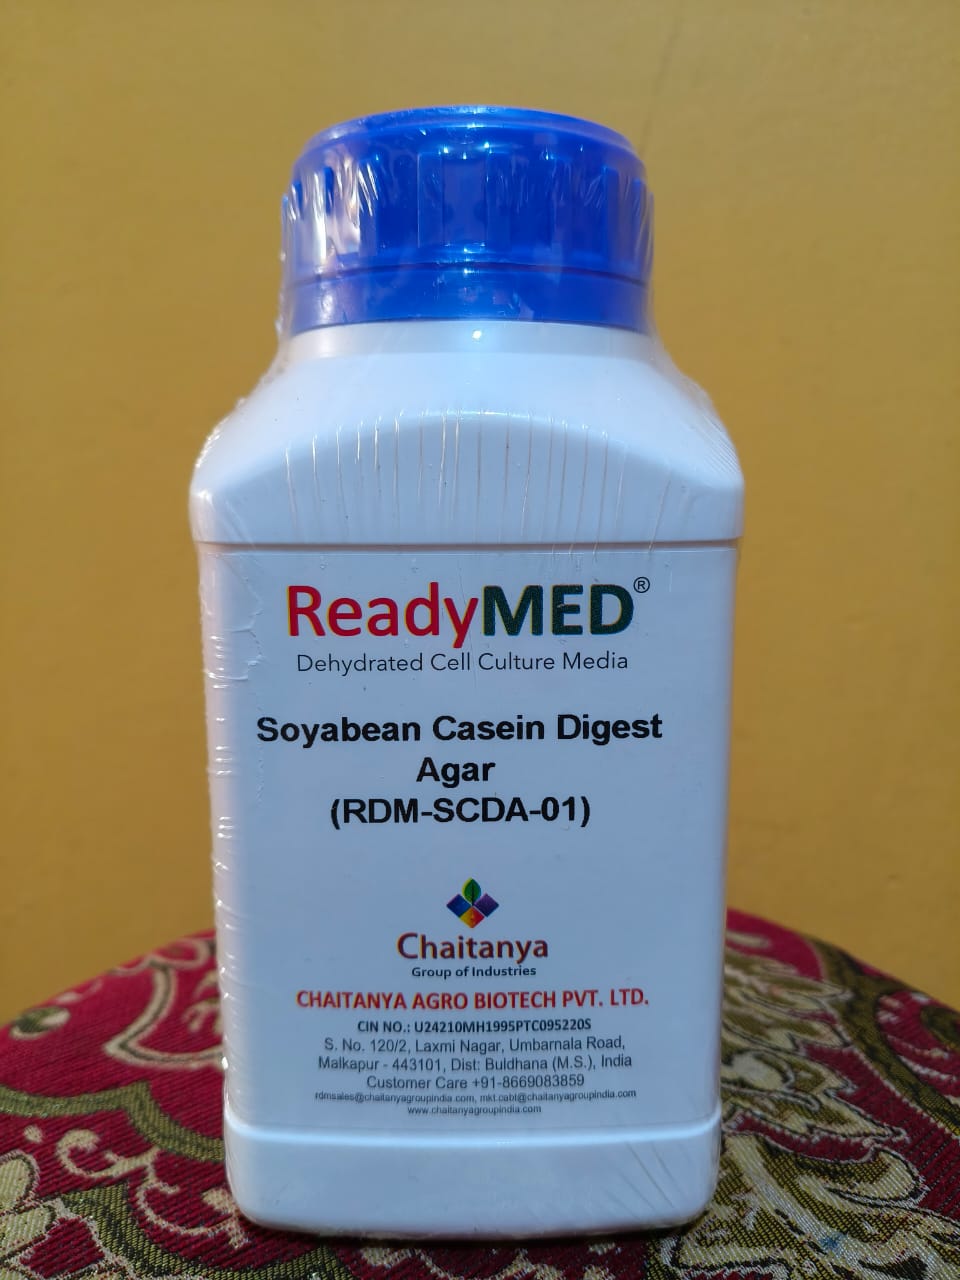 ReadyMED®
Dehydrated Cell Culture Media
Soyabean Casein Digest
Agar
(RDM-SCDA-01)
Chaitanya
Group of Industries
CHAITANYA AGRO BIOTECH PVT. LTD.
CIN NO.: U24210MH1995PTC095220S
S. No. 120/2, Laxmi Nagar, Umbarnala Road,
Malkapur - 443101, Dist: Buldhana (M.S.), India
Customer Care +91-8669083859
rdmsales@chaitanyagroupindia.com, mkt.cabl@chaitanyagroupindia.com
www.chaitanyagroupindia.com